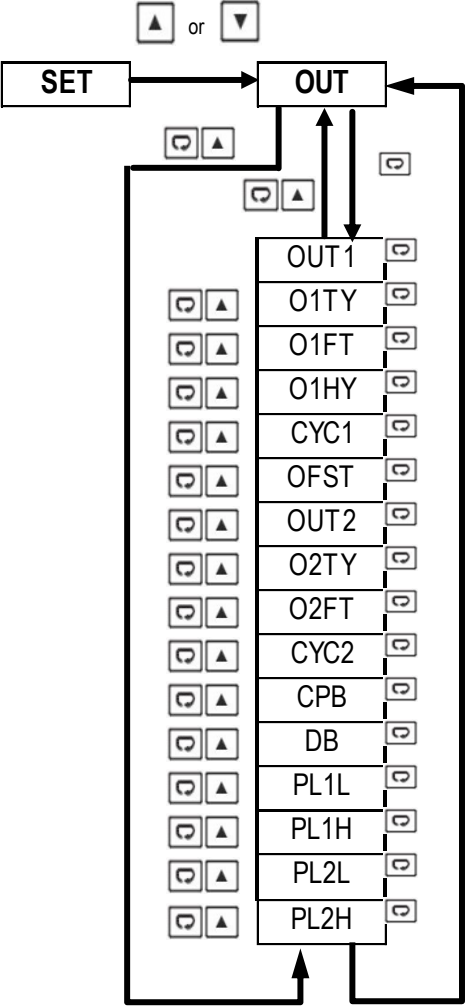 or
SET
OUT
OUT1
O1TY
O1FT
O1HY
CYC1
OFST
OUT2
O2TY
O2FT
CYC2
CPB
DB
PL1L
PL1H
PL2L
PL2H